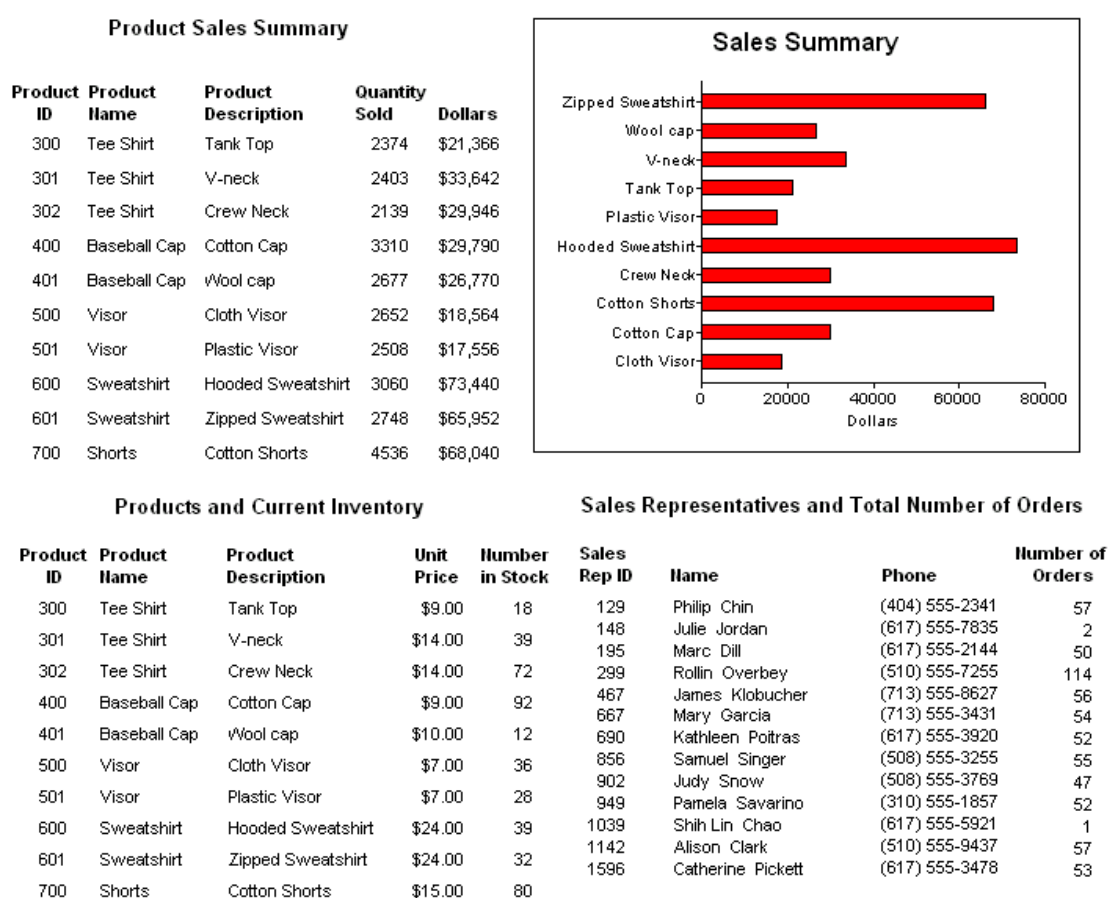 Product Sales Summary
Product Product Product Quantity
ID Name Description Sold Dollars
300 Tee Shirt Tank Top 2374 $21,366
301 Tee Shirt V-neck 2403 $33,642
302 Tee Shirt Crew Neck 2139 $29,946
400 Baseball Cap Cotton Cap 3310 $29,790
401 Baseball Cap Wool cap 2677 $26,770
500 Visor Cloth Visor 2652 $18,564
501 Visor Plastic Visor 2508 $17,556
600 Sweatshirt Hooded Sweatshirt 3060 $73,440
601 Sweatshirt Zipped Sweatshirt 2748 $65,952
700 Shorts Cotton Shorts 4536 $68,040
Sales Summary
Zipped Sweatshirt
Wool cap
V-neck
Tank Top
Plastic Visor
Hooded Sweatshirt
Crew Neck
Cotton Shorts
Cotton Cap
Cloth Visor
0 20000 40000 60000 80000
Dollars
Products and Current Inventory
Product Product Product Unit Number
ID Name Description Price in Stock
300 Tee Shirt Tank Top $9.00 18
301 Tee Shirt V-neck $14.00 39
302 Tee Shirt Crew Neck $14.00 72
400 Baseball Cap Cotton Cap $9.00 92
401 Baseball Cap Wool cap $10.00 12
500 Visor Cloth Visor $7.00 36
501 Visor Plastic Visor $7.00 28
600 Sweatshirt Hooded Sweatshirt $24.00 39
601 Sweatshirt Zipped Sweatshirt $24.00 32
700 Shorts Cotton Shorts $15.00 80
Sales Representatives and Total Number of Orders
Sales Number of
Rep ID Name Phone Orders
129 Philip Chin (404) 555-2341 57
148 Julie Jordan (617) 555-7835 2
195 Marc Dill (617) 555-2144 50
299 Rollin Overbey (510) 555-7255 114
467 James Klobucher (713) 555-8627 56
667 Mary Garcia (713) 555-3431 54
690 Kathleen Poitras (617) 555-3920 52
856 Samuel Singer (508) 555-3255 55
902 Judy Snow (508) 555-3769 47
949 Pamela Savarino (310) 555-1857 52
1039 Shih Lin Chao (617) 555-5921 1
1142 Alison Clark (510) 555-9437 57
1596 Catherine Pickett (617) 555-3478 53